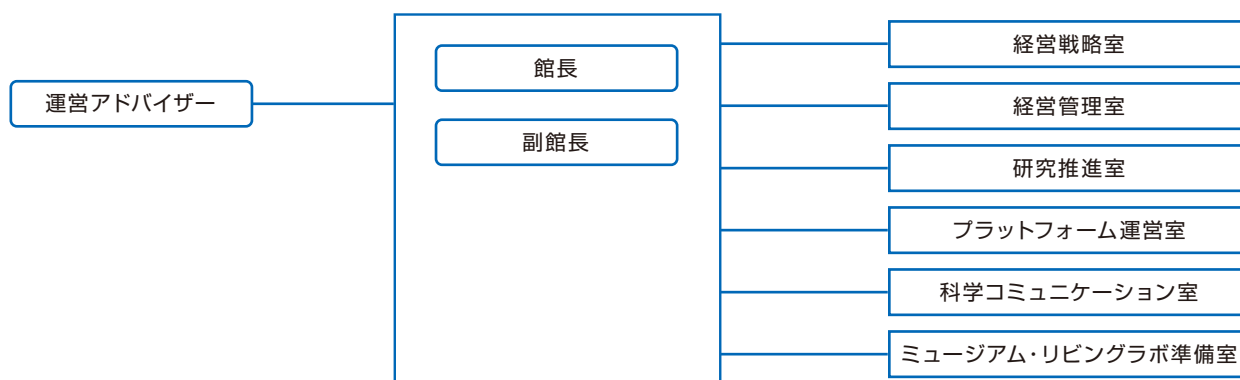 運営アドバイザー
館長
副館長
経営戦略室
経営管理室
研究推進室
プラットフォーム運営室
科学コミュニケーション室
ミュージアム・リビングラボ準備室